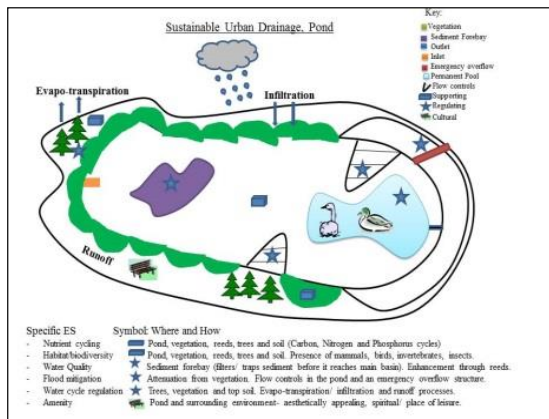 Sustainable Urban Drainage, Pond
Key:
Vegetation
Sediment Forebay
Outlet
Inlet
Emergency overflow
Permanent Pool
Flow controls
Supporting
Regulating
Cultural
Evapo-transpiration
Infiltration
Runoff
Specific ES Symbol: Where and How
- Nutrient cycling Pond, vegetation, reeds, trees and soil (Carbon, Nitrogen and Phosphorus cycles)
- Habitat/biodiversity Pond, vegetation, reeds, trees and soil. Presence of mammals, birds, invertebrates, insects.
- Water Quality Sediment forebay (filters/ traps sediment before it reaches main basin). Enhancement through reeds.
- Flood mitigation Attenuation from vegetation. Flow controls in the pond and an emergency overflow structure.
- Water cycle regulation Trees, vegetation and top soil. Evapo-transpiration/ infiltration and runoff processes.
- Amenity Pond and surrounding environment- aesthetically appealing, spiritual/ place of leisure.